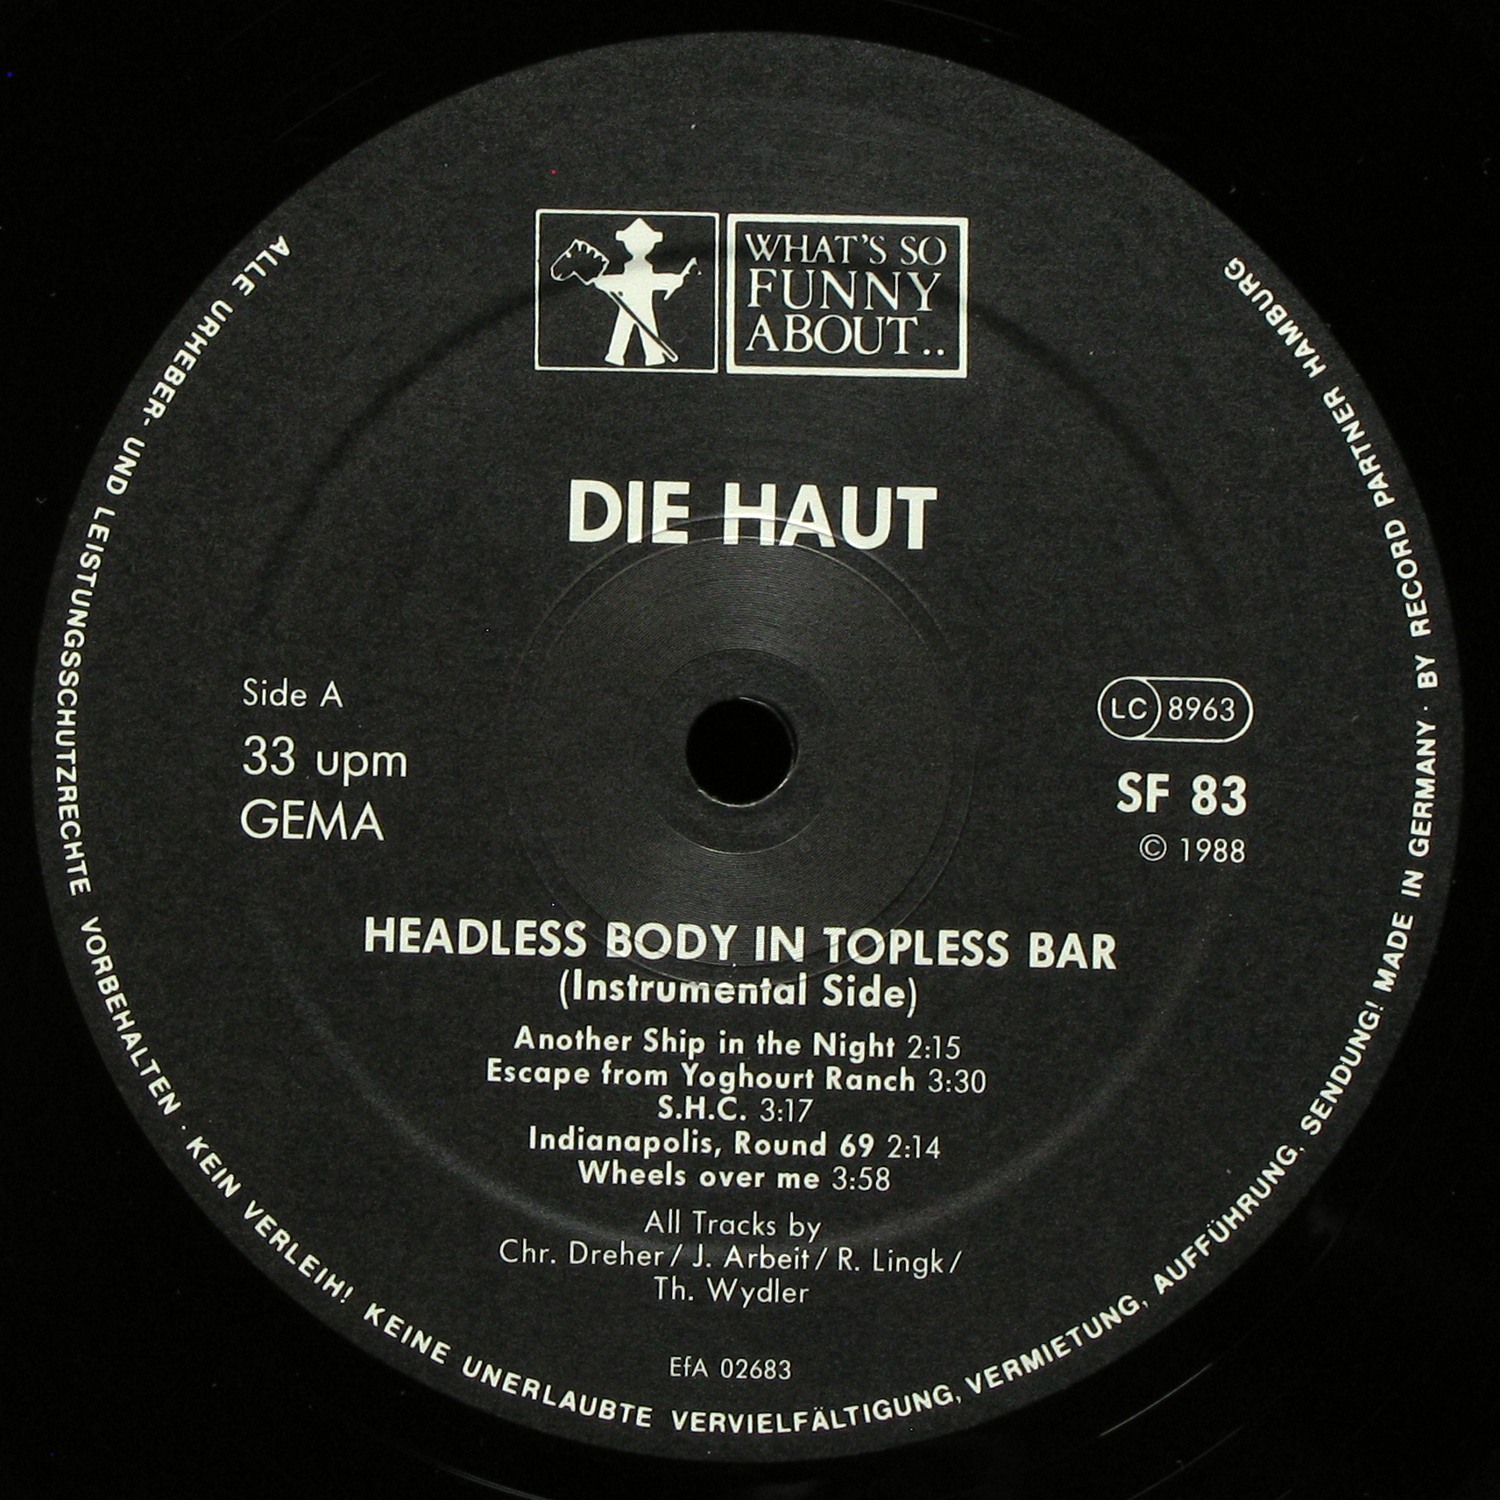 WHAT'S SO
FUNNY
ABOUT..
DIE HAUT
Side A
33 upm
GEMA
LC 8963
SF 83
© 1988
HEADLESS BODY IN TOPLESS BAR
(Instrumental Side)
Another Ship in the Night 2:15
Escape from Yoghourt Ranch 3:30
S.H.C. 3:17
Indianapolis, Round 69 2:14
Wheels over me 3:58
All Tracks by
Chr. Dreher / J. Arbeit / R. Lingk /
Th. Wydler
EfA 02683
ALLE URHEBER- UND LEISTUNGSSCHUTZRECHTE VORBEHALTEN · KEIN VERLEIH! KEINE UNERLAUBTE VERVIELFÄLTIGUNG, VERMIETUNG, AUFFÜHRUNG, SENDUNG! MADE IN GERMANY · BY RECORD PARTNER HAMBURG